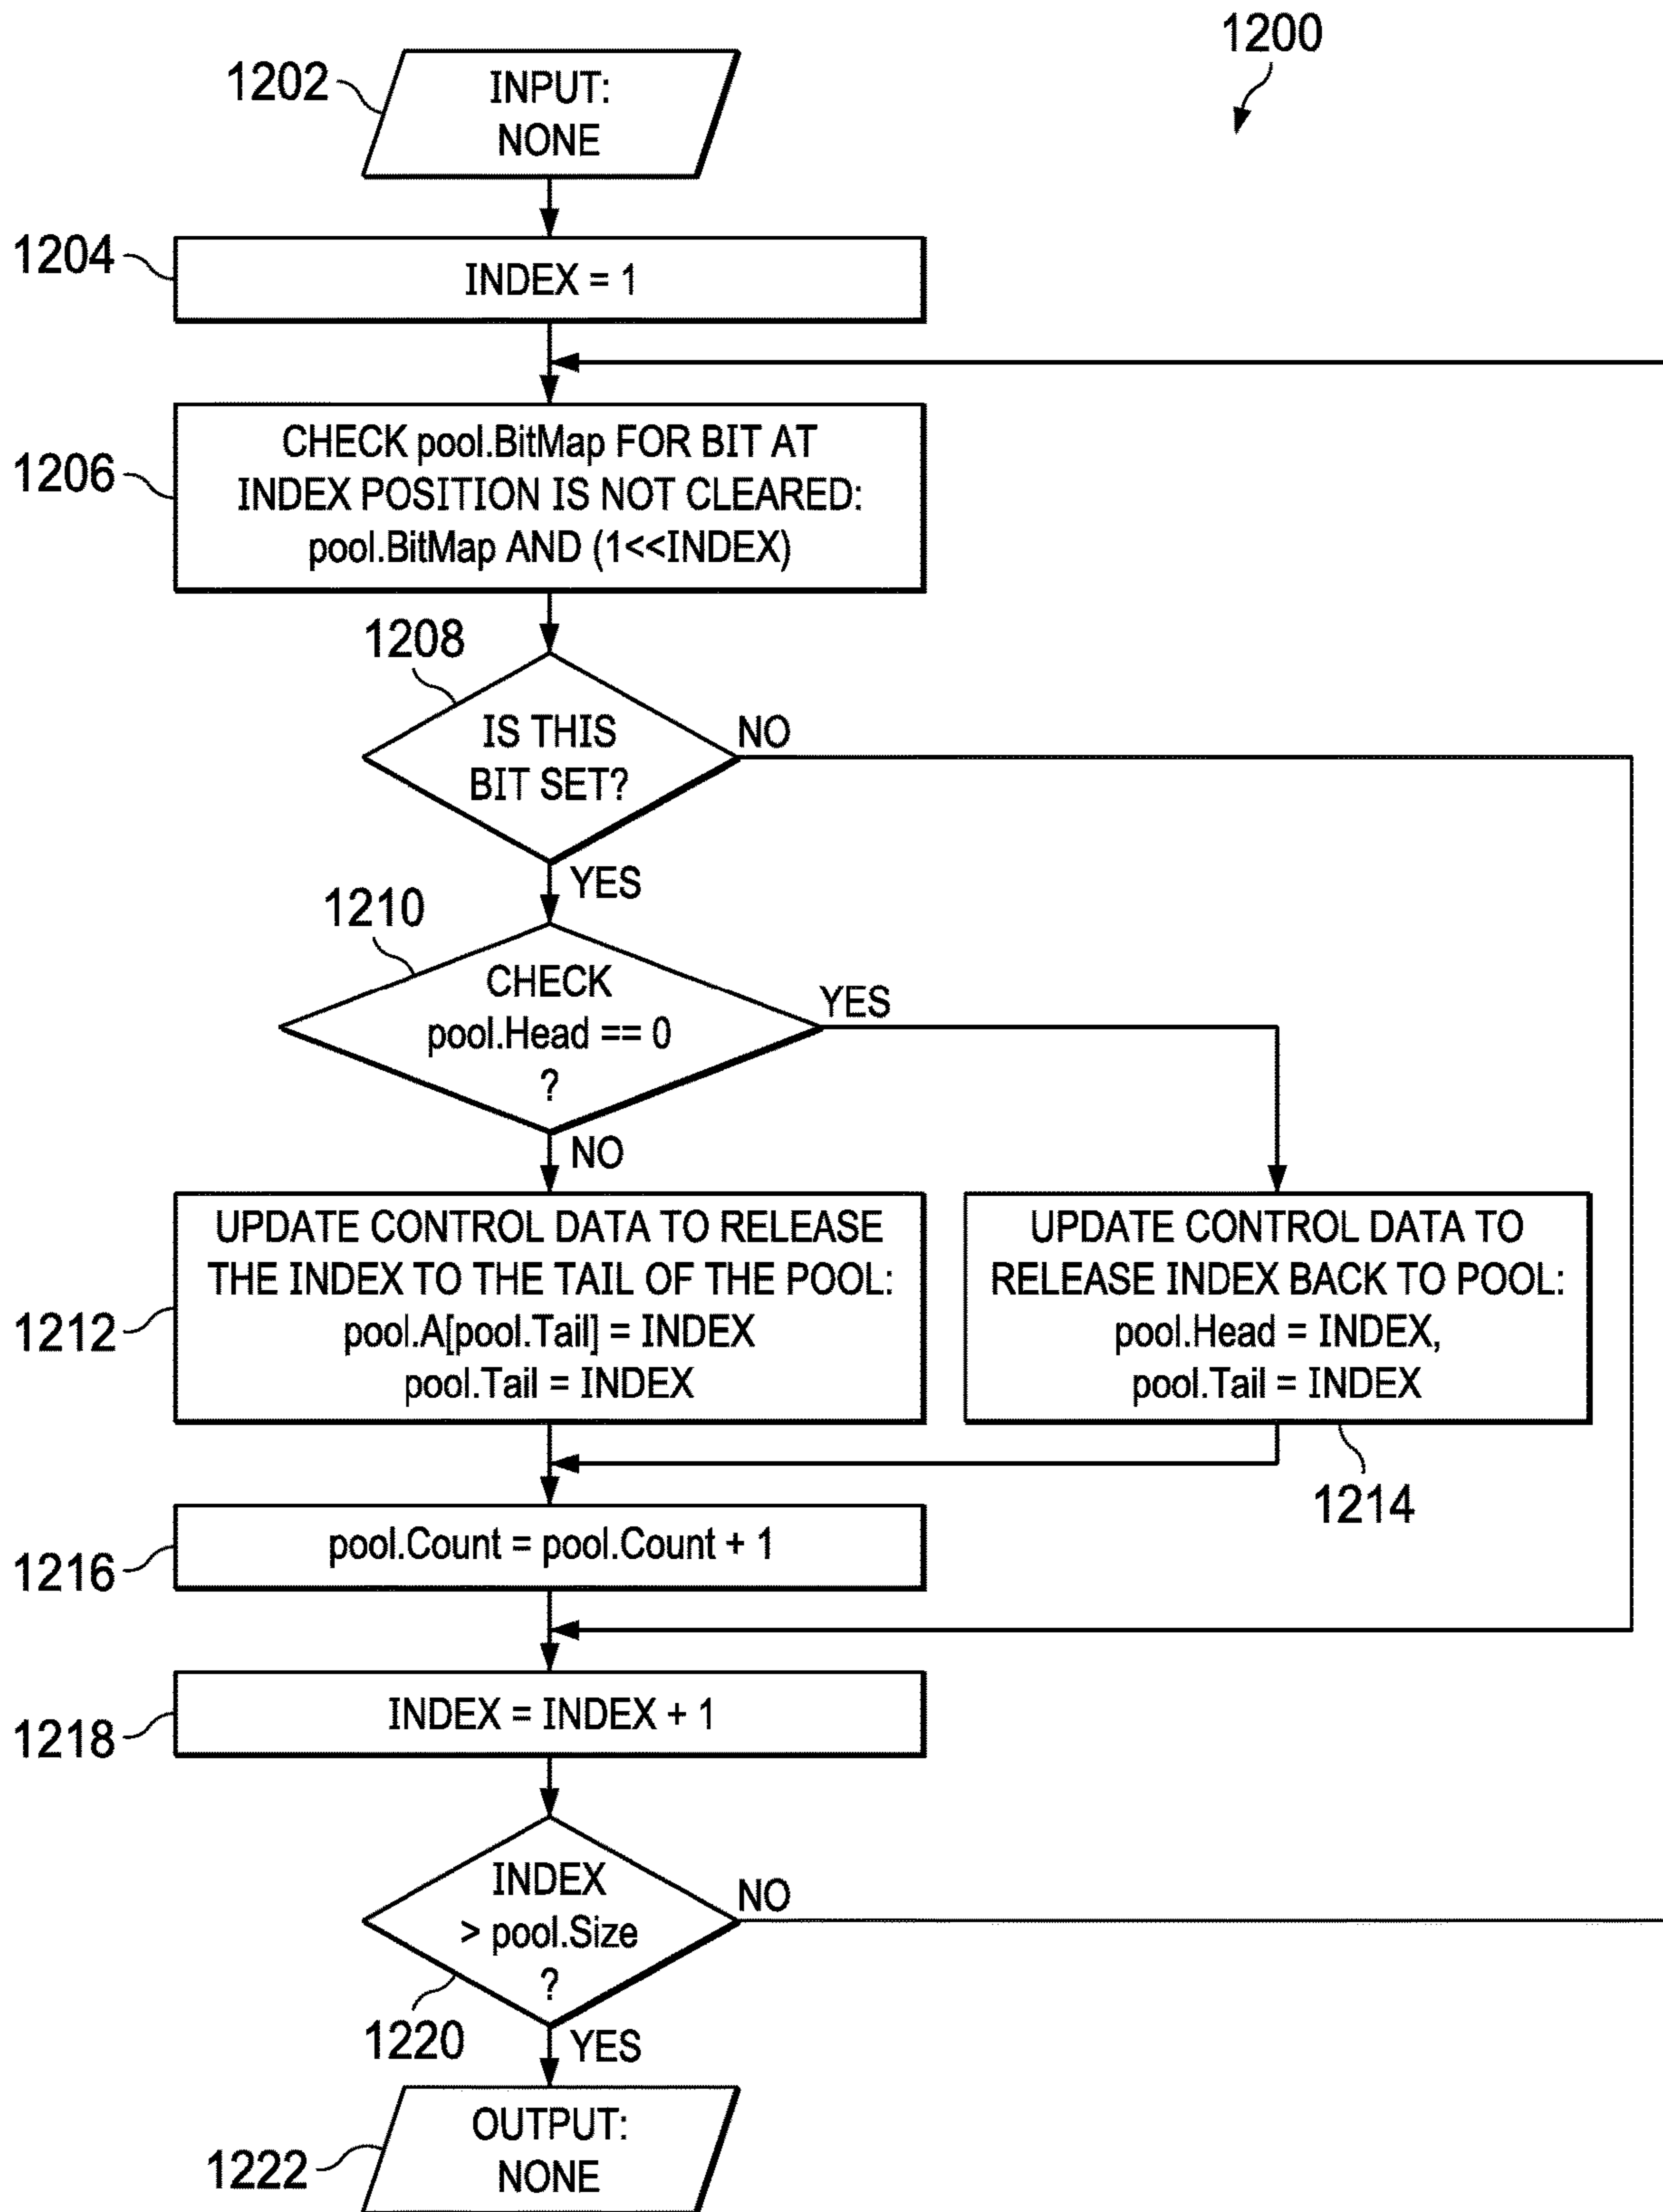 1200
1202
INPUT:
NONE
1204
INDEX = 1
1206
CHECK pool.BitMap FOR BIT AT
INDEX POSITION IS NOT CLEARED:
pool.BitMap AND (1<<INDEX)
1208
IS THIS
BIT SET?
NO
YES
1210
CHECK
pool.Head == 0
?
YES
NO
1212
UPDATE CONTROL DATA TO RELEASE
THE INDEX TO THE TAIL OF THE POOL:
pool.A[pool.Tail] = INDEX
pool.Tail = INDEX
UPDATE CONTROL DATA TO
RELEASE INDEX BACK TO POOL:
pool.Head = INDEX,
pool.Tail = INDEX
1214
1216
pool.Count = pool.Count + 1
1218
INDEX = INDEX + 1
INDEX
> pool.Size
?
NO
1220
YES
1222
OUTPUT:
NONE